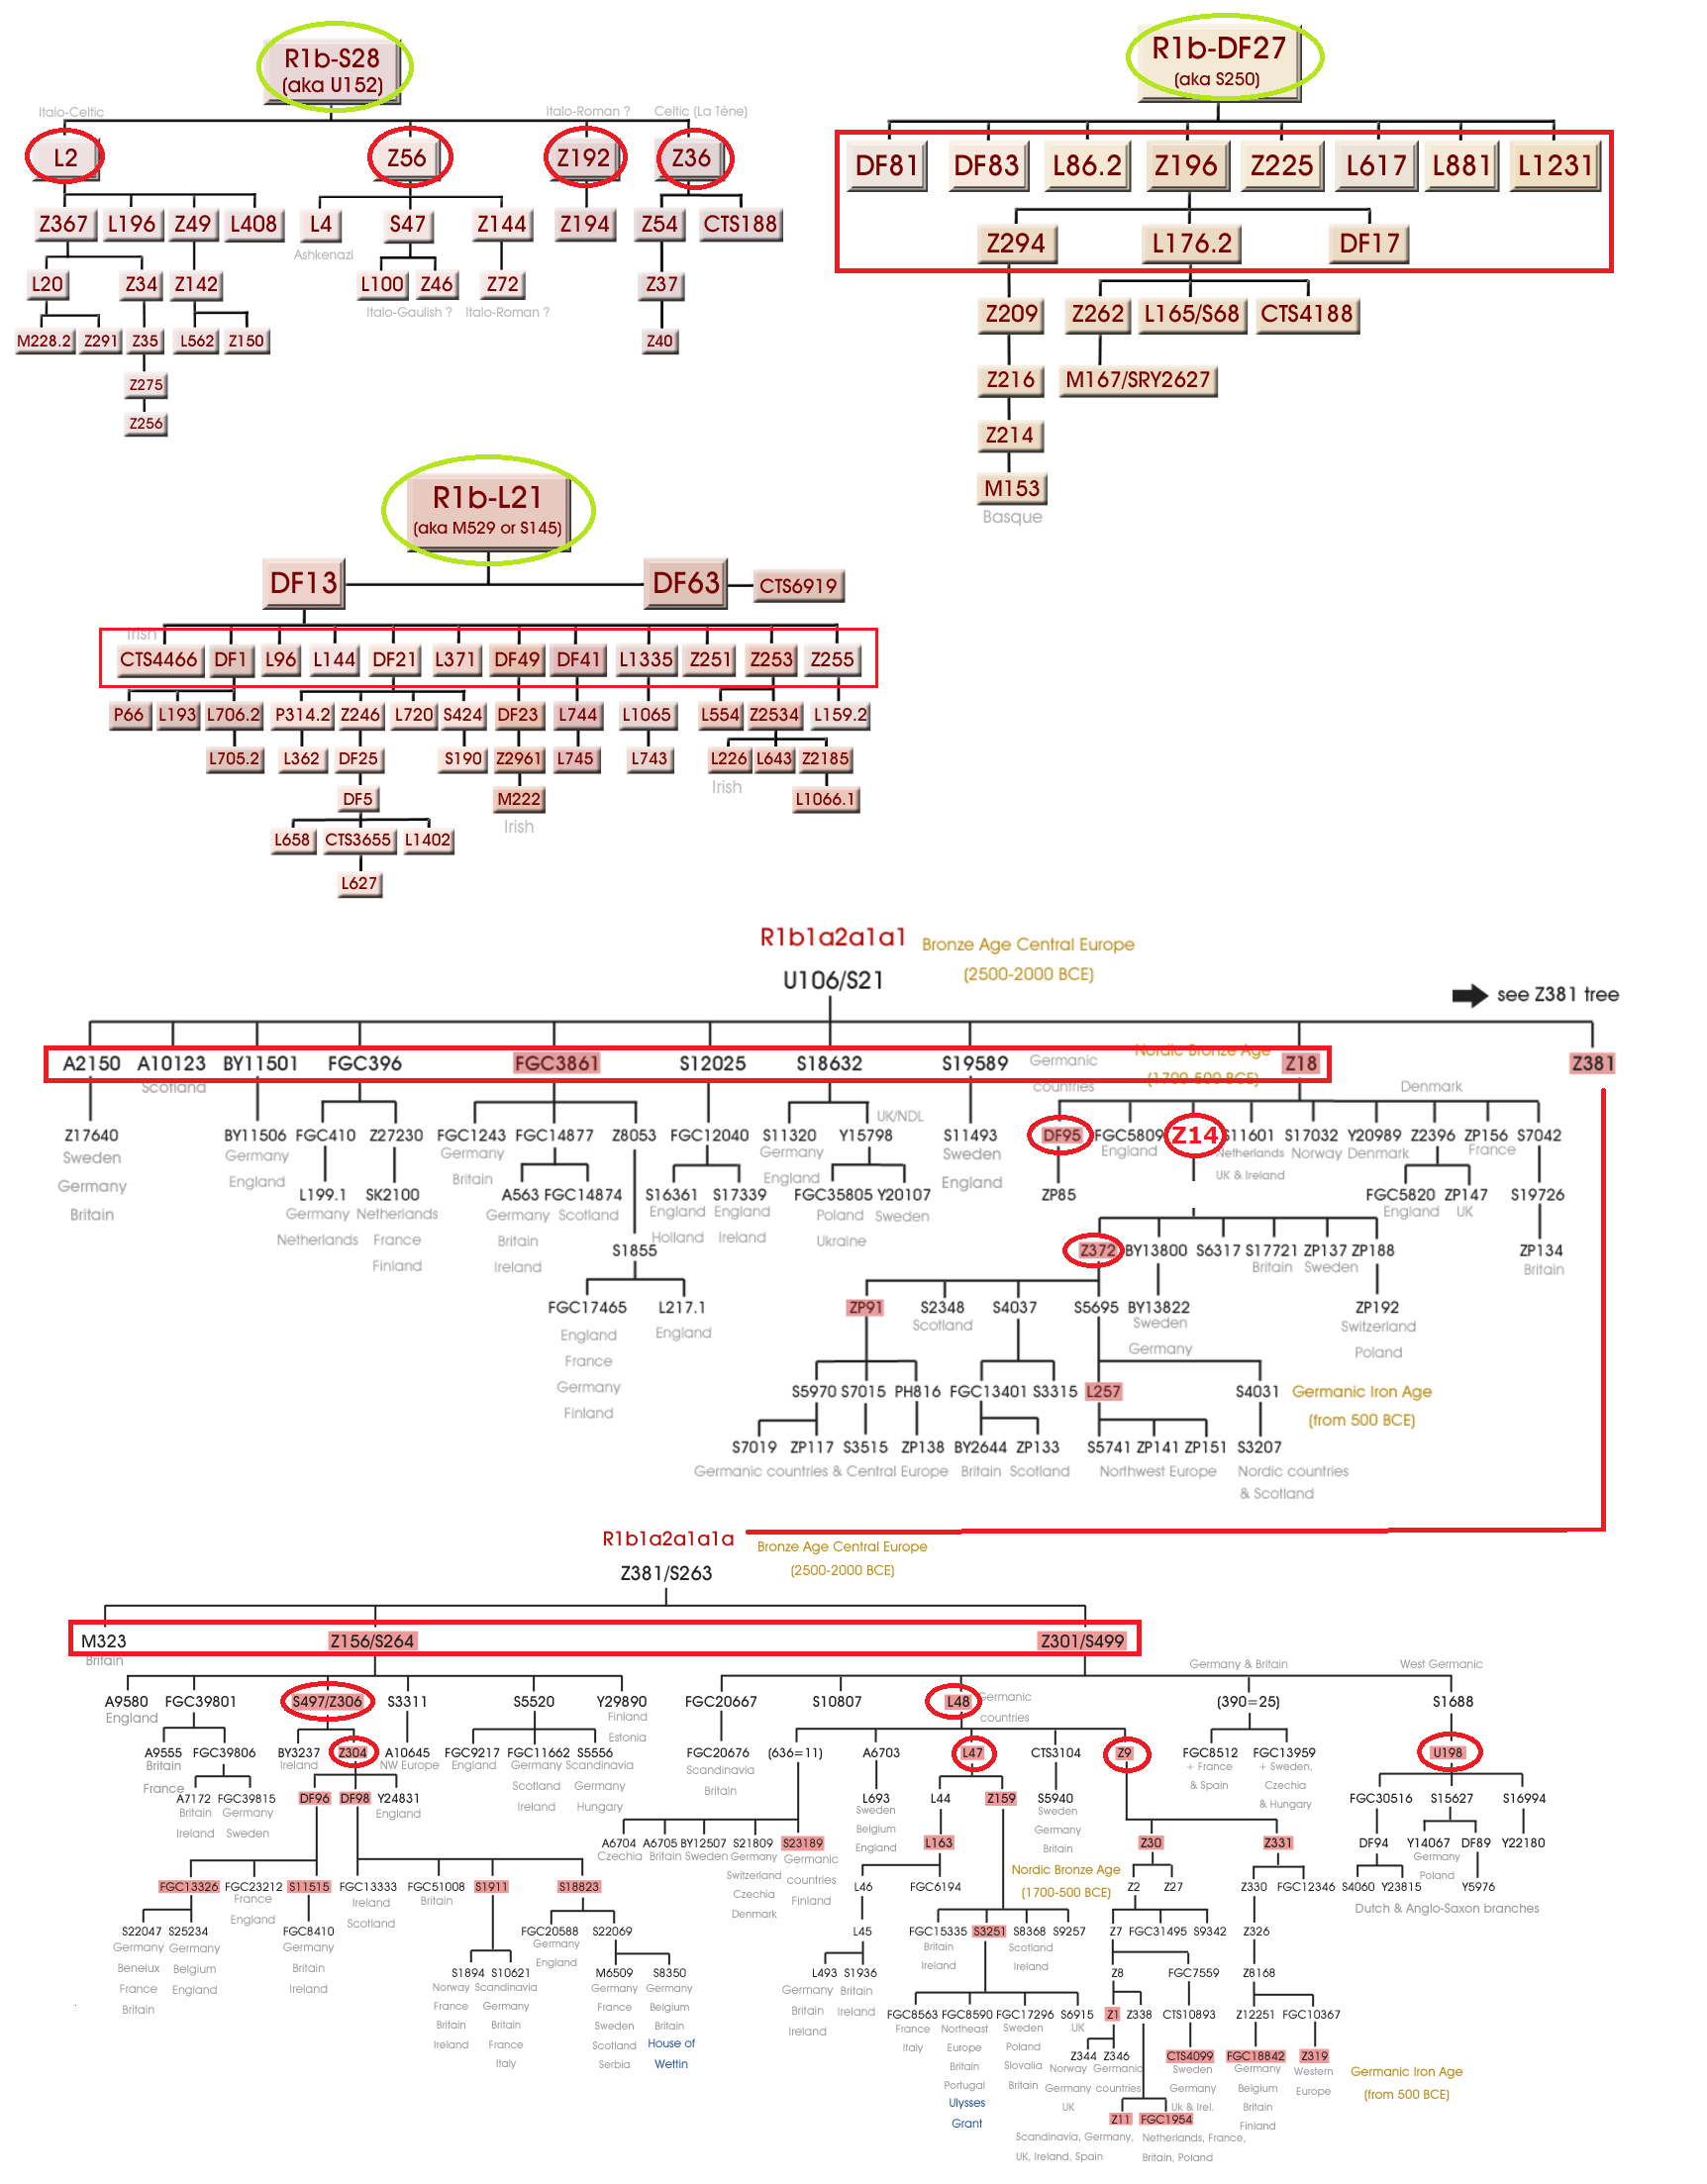 R1b-S28
(aka U152)
Italo-Celtic
Italo-Roman ?
Celtic (La Tène)
L2
Z56
Z192
Z36
Z367
L196
Z49
L408
L4
S47
Z144
Z194
Z54
CTS188
Ashkenazi
L20
Z34
Z142
L100
Z46
Z72
Z37
Italo-Gaulish ?
Italo-Roman ?
M228.2
Z291
Z35
L562
Z150
Z40
Z275
Z256
R1b-DF27
(aka S250)
DF81
DF83
L86.2
Z196
Z225
L617
L881
L1231
Z294
L176.2
DF17
Z209
Z262
L165/S68
CTS4188
Z216
M167/SRY2627
Z214
M153
Basque
R1b-L21
(aka M529 or S145)
DF13
DF63
CTS6919
Irish
CTS4466
DF1
L96
L144
DF21
L371
DF49
DF41
L1335
Z251
Z253
Z255
P66
L193
L706.2
P314.2
Z246
L720
S424
DF23
L744
L1065
L554
Z2534
L159.2
L705.2
L362
DF25
S190
Z2961
L745
L743
L226
L643
Z2185
Irish
DF5
M222
L1066.1
Irish
L658
CTS3655
L1402
L627
R1b1a2a1a1
Bronze Age Central Europe
(2500-2000 BCE)
U106/S21
see Z381 tree
A2150
A10123
BY11501
FGC396
FGC3861
S12025
S18632
S19589
Germanic
countries
Nordic Bronze Age
(1700-500 BCE)
Z18
Z381
Scotland
Denmark
UK/NDL
Z17640
BY11506
FGC410
Z27230
FGC1243
FGC14877
Z8053
FGC12040
S11320
Y15798
S11493
DF95
FGC5809
Z14
S11601
S17032
Y20989
Z2396
ZP156
S7042
Sweden
Germany
Britain
Germany
England
Germany
Britain
Germany
England
Sweden
England
England
Netherlands
UK & Ireland
Norway
Denmark
France
L199.1
SK2100
A563
FGC14874
S16361
S17339
FGC35805
Y20107
ZP85
FGC5820
ZP147
S19726
Germany
Netherlands
Netherlands
France
Finland
Germany
Britain
Ireland
Scotland
England
Holland
England
Ireland
Poland
Ukraine
Sweden
England
UK
S1855
Z372
BY13800
S6317
S17721
ZP137
ZP188
ZP134
Britain
Sweden
Britain
FGC17465
L217.1
ZP91
S2348
S4037
S5695
BY13822
ZP192
England
France
Germany
Finland
England
Scotland
Sweden
Germany
Switzerland
Poland
S5970
S7015
PH816
FGC13401
S3315
L257
S4031
Germanic Iron Age
(from 500 BCE)
S7019
ZP117
S3515
ZP138
BY2644
ZP133
S5741
ZP141
ZP151
S3207
Germanic countries & Central Europe
Britain
Scotland
Northwest Europe
Nordic countries
& Scotland
R1b1a2a1a1a
Bronze Age Central Europe
(2500-2000 BCE)
Z381/S263
M323
Z156/S264
Z301/S499
Britain
Germany & Britain
West Germanic
A9580
FGC39801
S497/Z306
S3311
S5520
Y29890
FGC20667
S10807
L48
Germanic
countries
(390=25)
S1688
England
Finland
Estonia
A9555
FGC39806
BY3237
Z304
A10645
FGC9217
FGC11662
S5556
FGC20676
(636=11)
A6703
L47
CTS3104
Z9
FGC8512
FGC13959
U198
Britain
France
Ireland
NW Europe
England
Germany
Scotland
Ireland
Scandinavia
Germany
Hungary
Scandinavia
Britain
+ France
& Spain
+ Sweden,
Czechia
& Hungary
A7172
FGC39815
DF96
DF98
Y24831
L693
L44
Z159
S5940
FGC30516
S15627
S16994
Britain
Ireland
Germany
Sweden
England
Sweden
Belgium
England
Sweden
Germany
Britain
A6704
A6705
BY12507
S21809
S23189
L163
Z30
Z331
DF94
Y14067
DF89
Y22180
Czechia
Britain
Sweden
Germany
Switzerland
Czechia
Denmark
Germanic
countries
Finland
Germany
Poland
Nordic Bronze Age
(1700-500 BCE)
FGC13326
FGC23212
S11515
FGC13333
FGC51008
S1911
S18823
L46
FGC6194
Z2
Z27
Z330
FGC12346
S4060
Y23815
Y5976
France
England
Ireland
Scotland
Britain
Dutch & Anglo-Saxon branches
S22047
S25234
FGC8410
FGC20588
S22069
L45
FGC15335
S3251
S8368
S9257
Z7
FGC31495
S9342
Z326
Germany
Beneiux
France
Britain
Germany
Belgium
England
Germany
Britain
Ireland
Germany
England
Britain
Ireland
Scotland
Ireland
S1894
S10621
M6509
S8350
L493
S1936
Z8
FGC7559
Z8168
Norway
France
Britain
Ireland
Scandinavia
Germany
Britain
France
Italy
Germany
France
Sweden
Scotland
Serbia
Germany
Belgium
Britain
House of
Wettin
Germany
Britain
Ireland
Britain
Ireland
FGC8563
FGC8590
FGC17296
S6915
Z1
Z338
CTS10893
Z12251
FGC10367
France
Italy
Northeast
Europe
Britain
Portugal
Ulysses
Grant
Sweden
Poland
Slovalia
Britain
UK
Z344
Z346
CTS4099
FGC18842
Z319
Norway
Germany
UK
Germanic
countries
Sweden
Germany
Uk & Irel.
Germany
Belgium
Britain
Finland
Western
Europe
Germanic Iron Age
(from 500 BCE)
Z11
FGC1954
Scandinavia, Germany,
UK, Ireland, Spain
Netherlands, France,
Britain, Poland